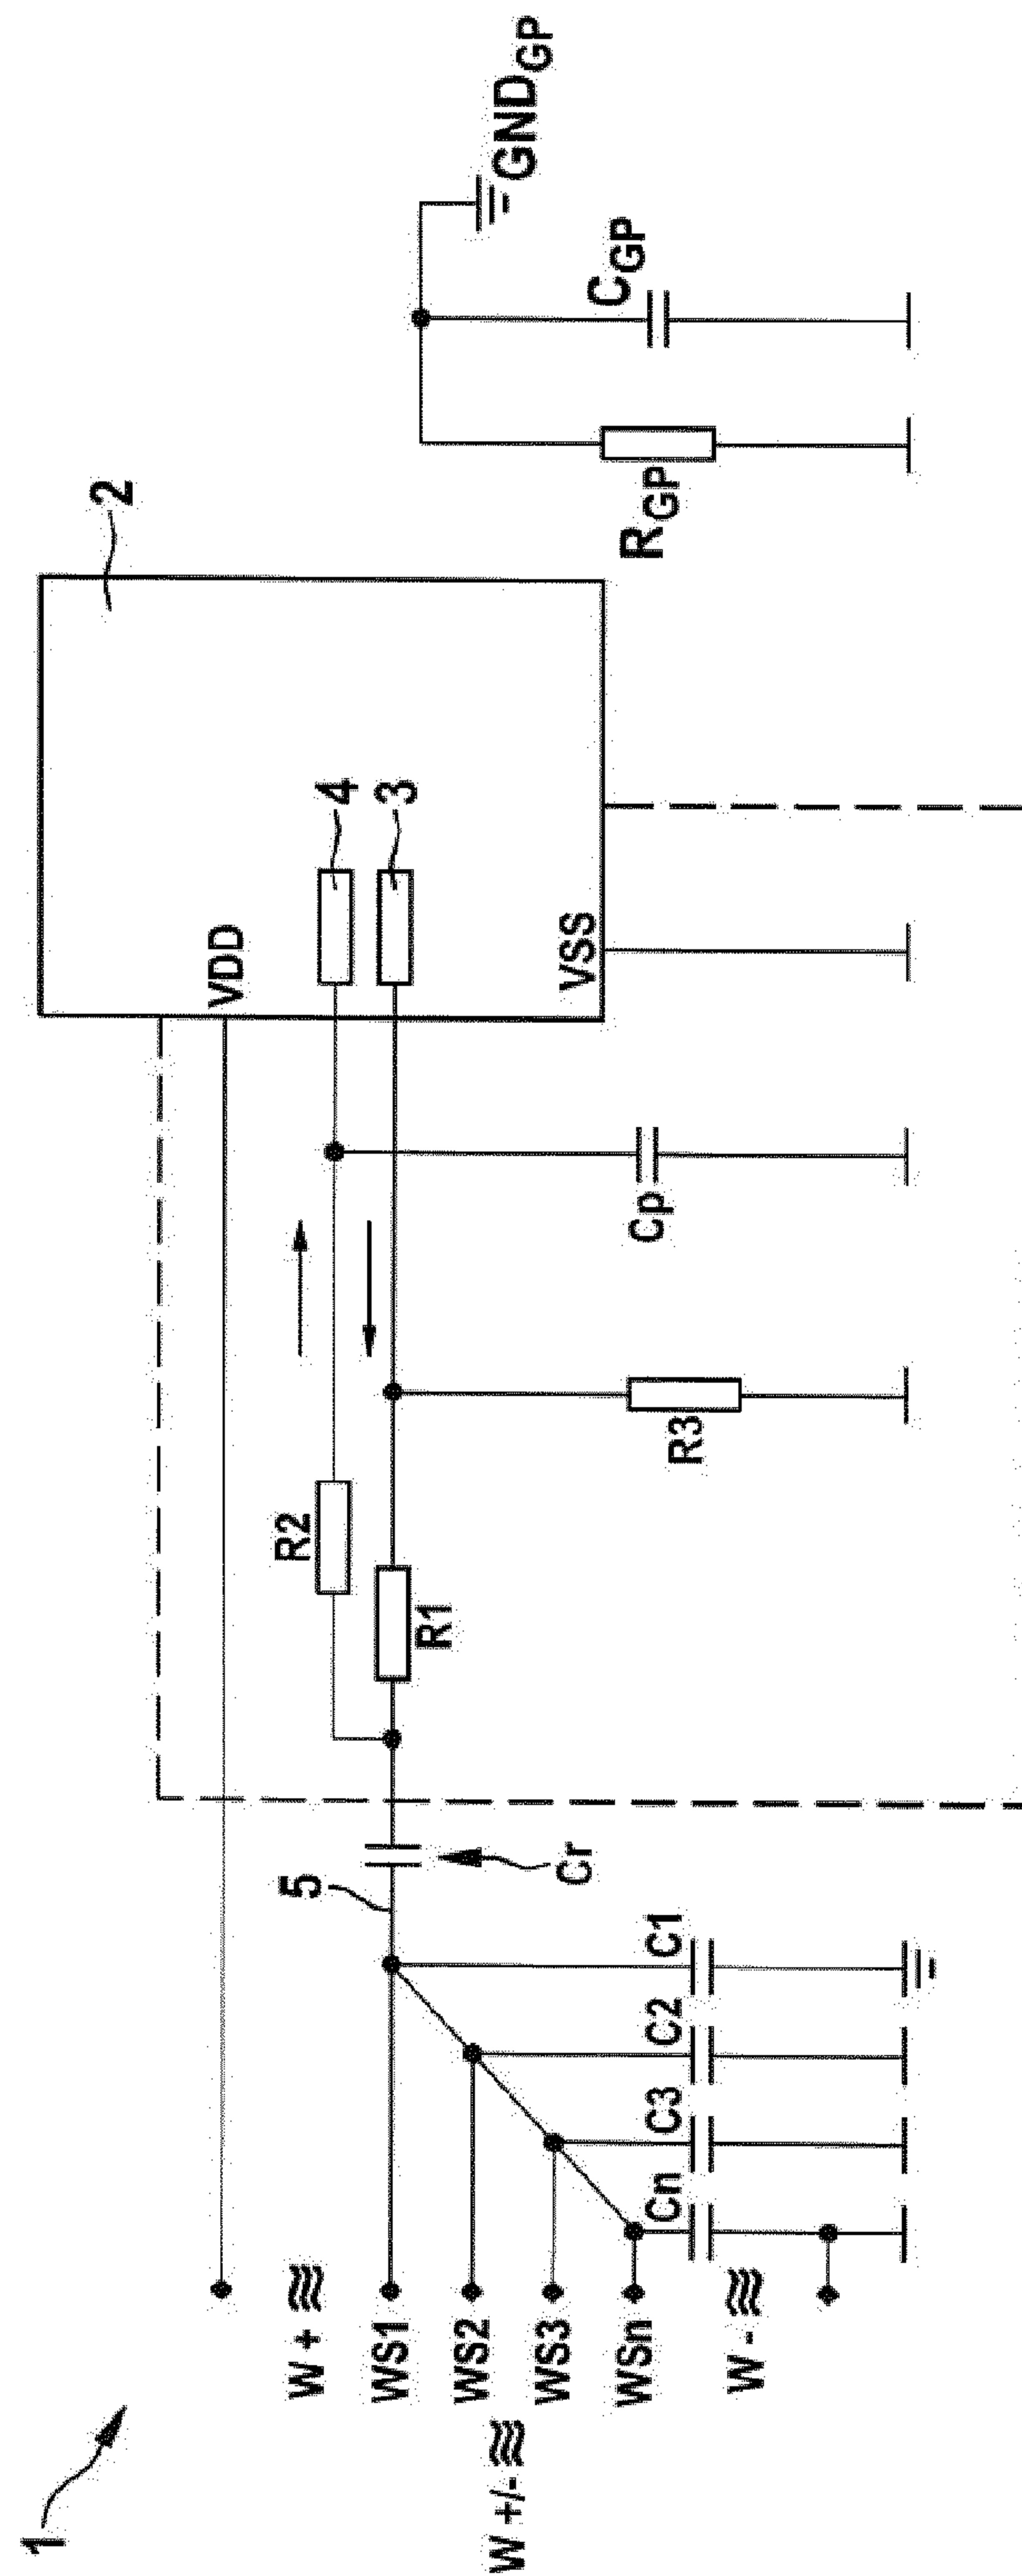 1
W + ≋
WS1
WS2
W +/- ≋
WS3
WSn
W - ≋
Cn
C3
C2
C1
5
Cr
R2
R1
R3
Cp
VDD
VSS
4
3
2
R_GP
C_GP
GND_GP